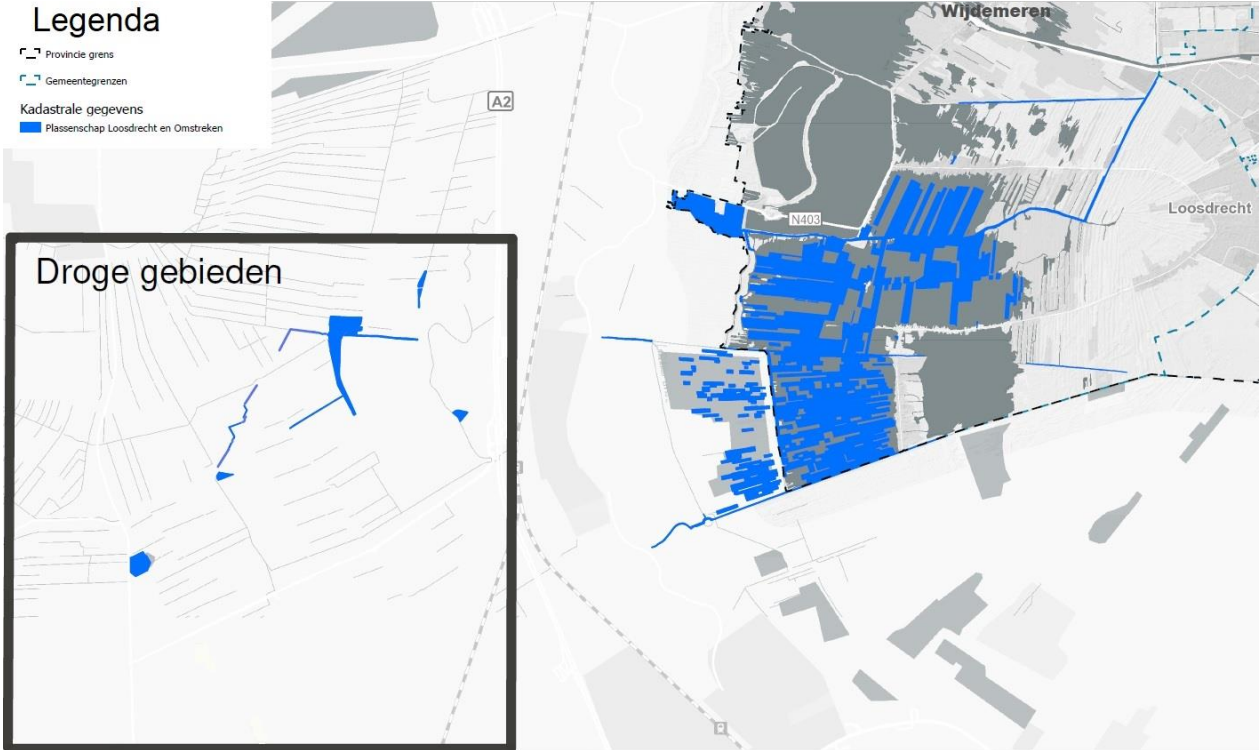 Legenda
Provincie grens
Gemeentegrenzen
Kadastrale gegevens
Plassenschap Loosdrecht en Omstreken
Wijdemeren
A2
N403
Loosdrecht
Droge gebieden